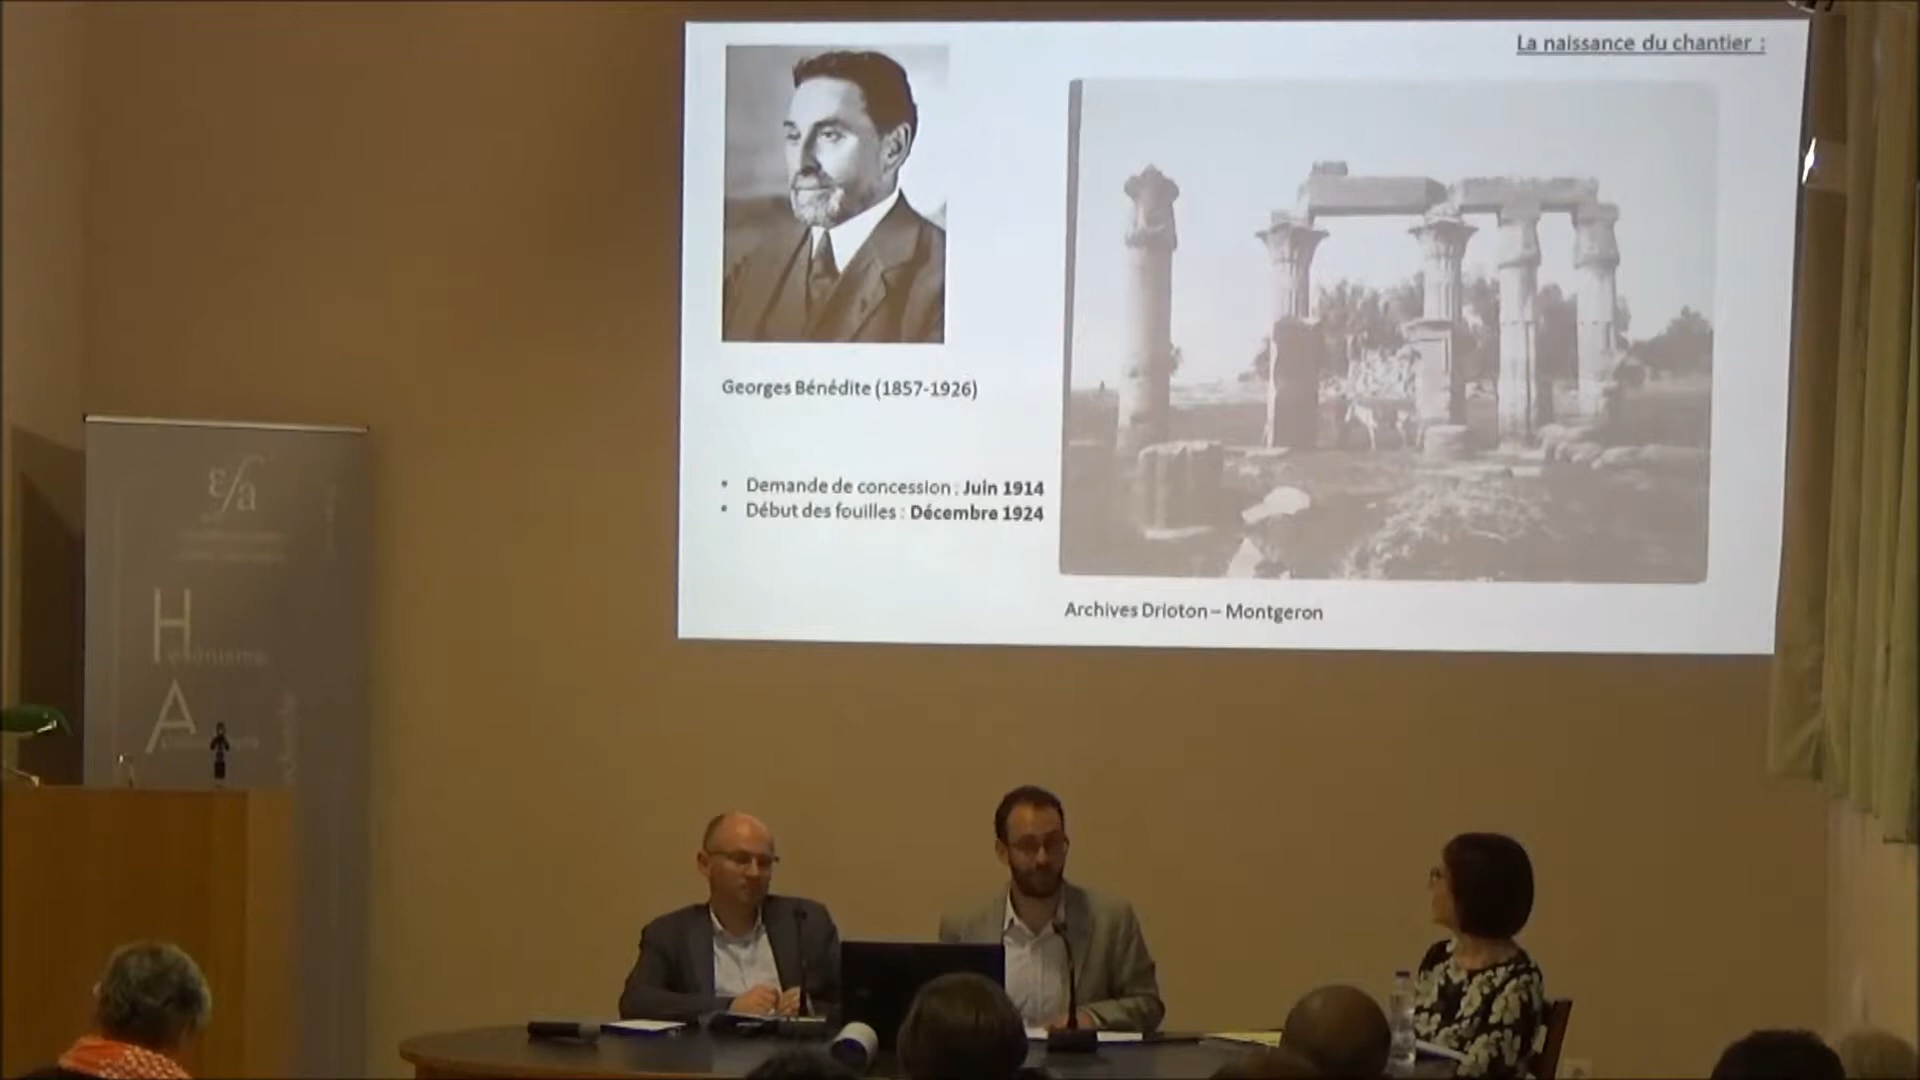 La naissance du chantier :
Georges Bénédite (1857-1926)
• Demande de concession : Juin 1914
• Début des fouilles : Décembre 1924
Archives Drioton – Montgeron
εfa
H
A